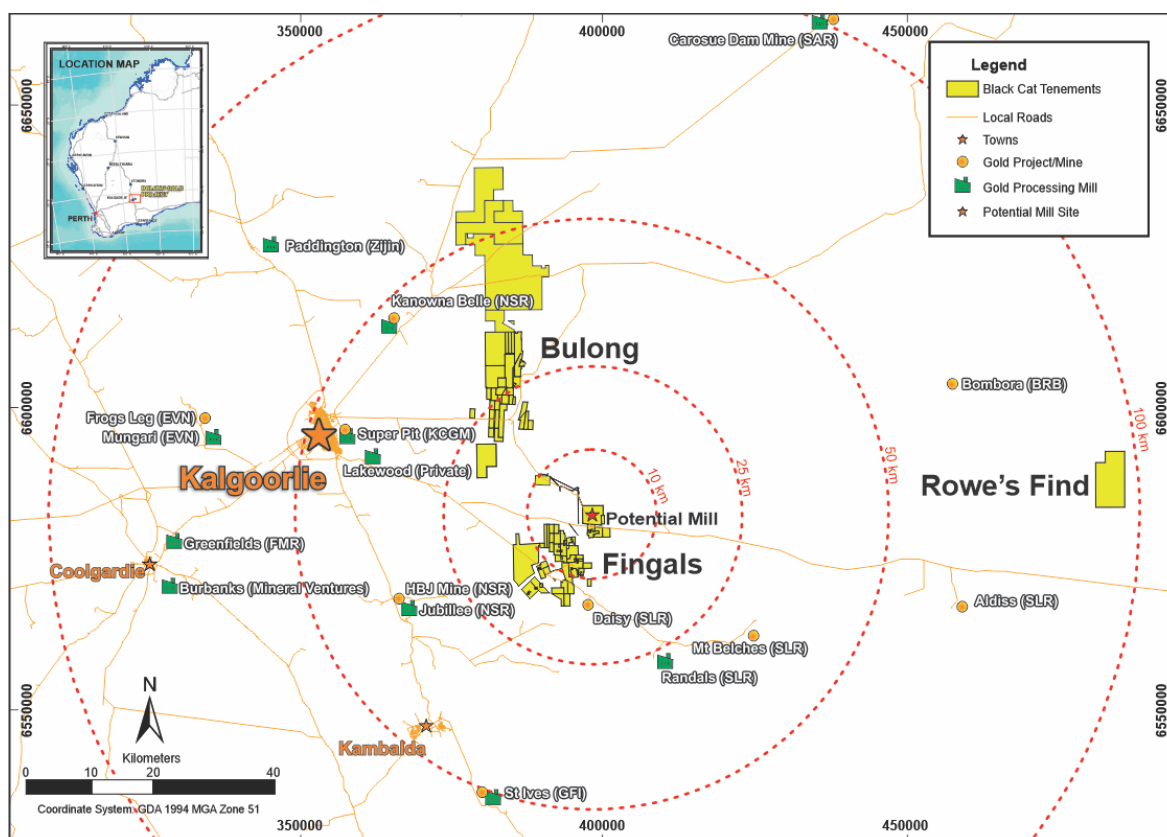 350000
400000
450000
Carosue Dam Mine (SAR)
LOCATION MAP
PERTH
Legend
Black Cat Tenements
Local Roads
Towns
Gold Project/Mine
Gold Processing Mill
Potential Mill Site
6650000
6650000
Paddington (Zijin)
Kanowna Belle (NSR)
Bulong
Bombora (BRB)
6600000
6600000
Frogs Leg (EVN)
Mungari (EVN)
Super Pit (KCGM)
Lakewood (Private)
Kalgoorlie
10 km
25 km
50 km
100 km
Rowe's Find
Potential Mill
Greenfields (FMR)
Coolgardie
Fingals
Burbanks (Mineral Ventures)
HBJ Mine (NSR)
Jubillee (NSR)
Daisy (SLR)
Aldiss (SLR)
Mt Belches (SLR)
Randals (SLR)
6550000
6550000
N
Kambalda
Kilometers
0 10 20 40
St Ives (GFI)
Coordinate System: GDA 1994 MGA Zone 51
350000
400000
450000